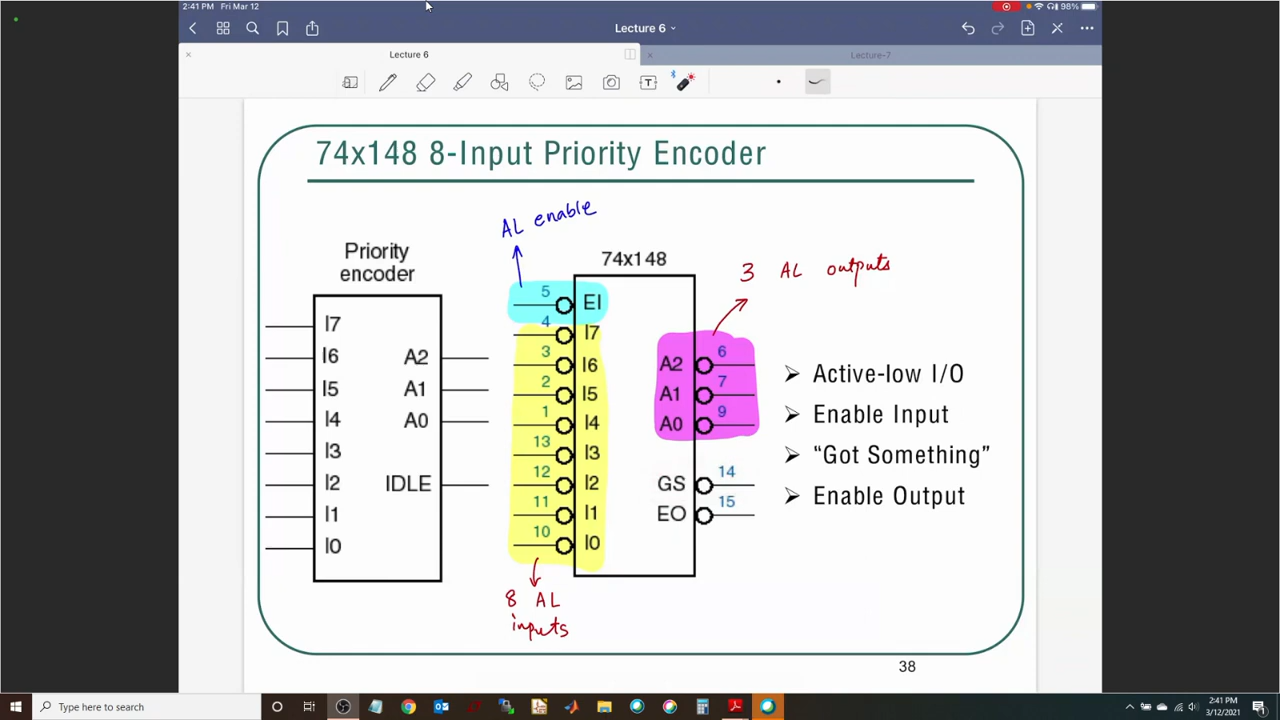 2:41 PM Fri Mar 12
98%
Lecture 6
Lecture 6
Lecture-7
T
74x148 8-Input Priority Encoder
AL enable
Priority
encoder
I7
I6
I5
I4
I3
I2
I1
I0
A2
A1
A0
IDLE
74x148
5 EI
4 I7
3 I6
2 I5
1 I4
13 I3
12 I2
11 I1
10 I0
A2 6
A1 7
A0 9
GS 14
EO 15
3 AL outputs
8 AL
inputs
➢ Active-low I/O
➢ Enable Input
➢ “Got Something”
➢ Enable Output
38
Type here to search
2:41 PM
3/12/2021